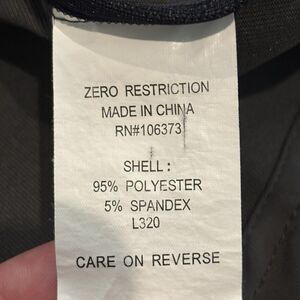 ZERO RESTRICTION
MADE IN CHINA
RN#106373
SHELL:
95% POLYESTER
5% SPANDEX
L320
CARE ON REVERSE